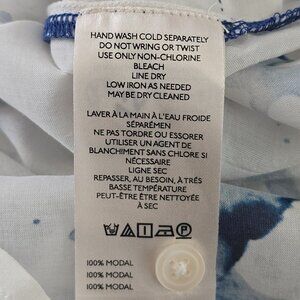 HAND WASH COLD SEPARATELY
DO NOT WRING OR TWIST
USE ONLY NON-CHLORINE
BLEACH
LINE DRY
LOW IRON AS NEEDED
MAY BE DRY CLEANED
LAVER À LA MAIN À L'EAU FROIDE
SÉPARÉMEN
NE PAS TORDRE OU ESSORER
UTILISER UN AGENT DE
BLANCHIMENT SANS CHLORE SI
NÉCESSAIRE
LIGNE SEC
REPASSER, AU BESOIN, À TRÉS
BASSE TEMPÉRATURE
PEUT-ÊTRE ÊTRE NETTOYÉE
À SEC
100% MODAL
100% MODAL
100% MODAL